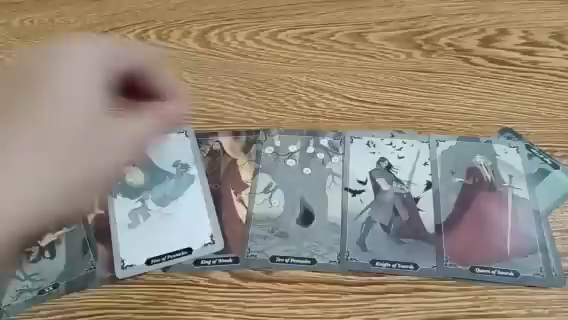 Five of Pentacles
King of Wands
Ten of Pentacles
Knight of Swords
Queen of Swords